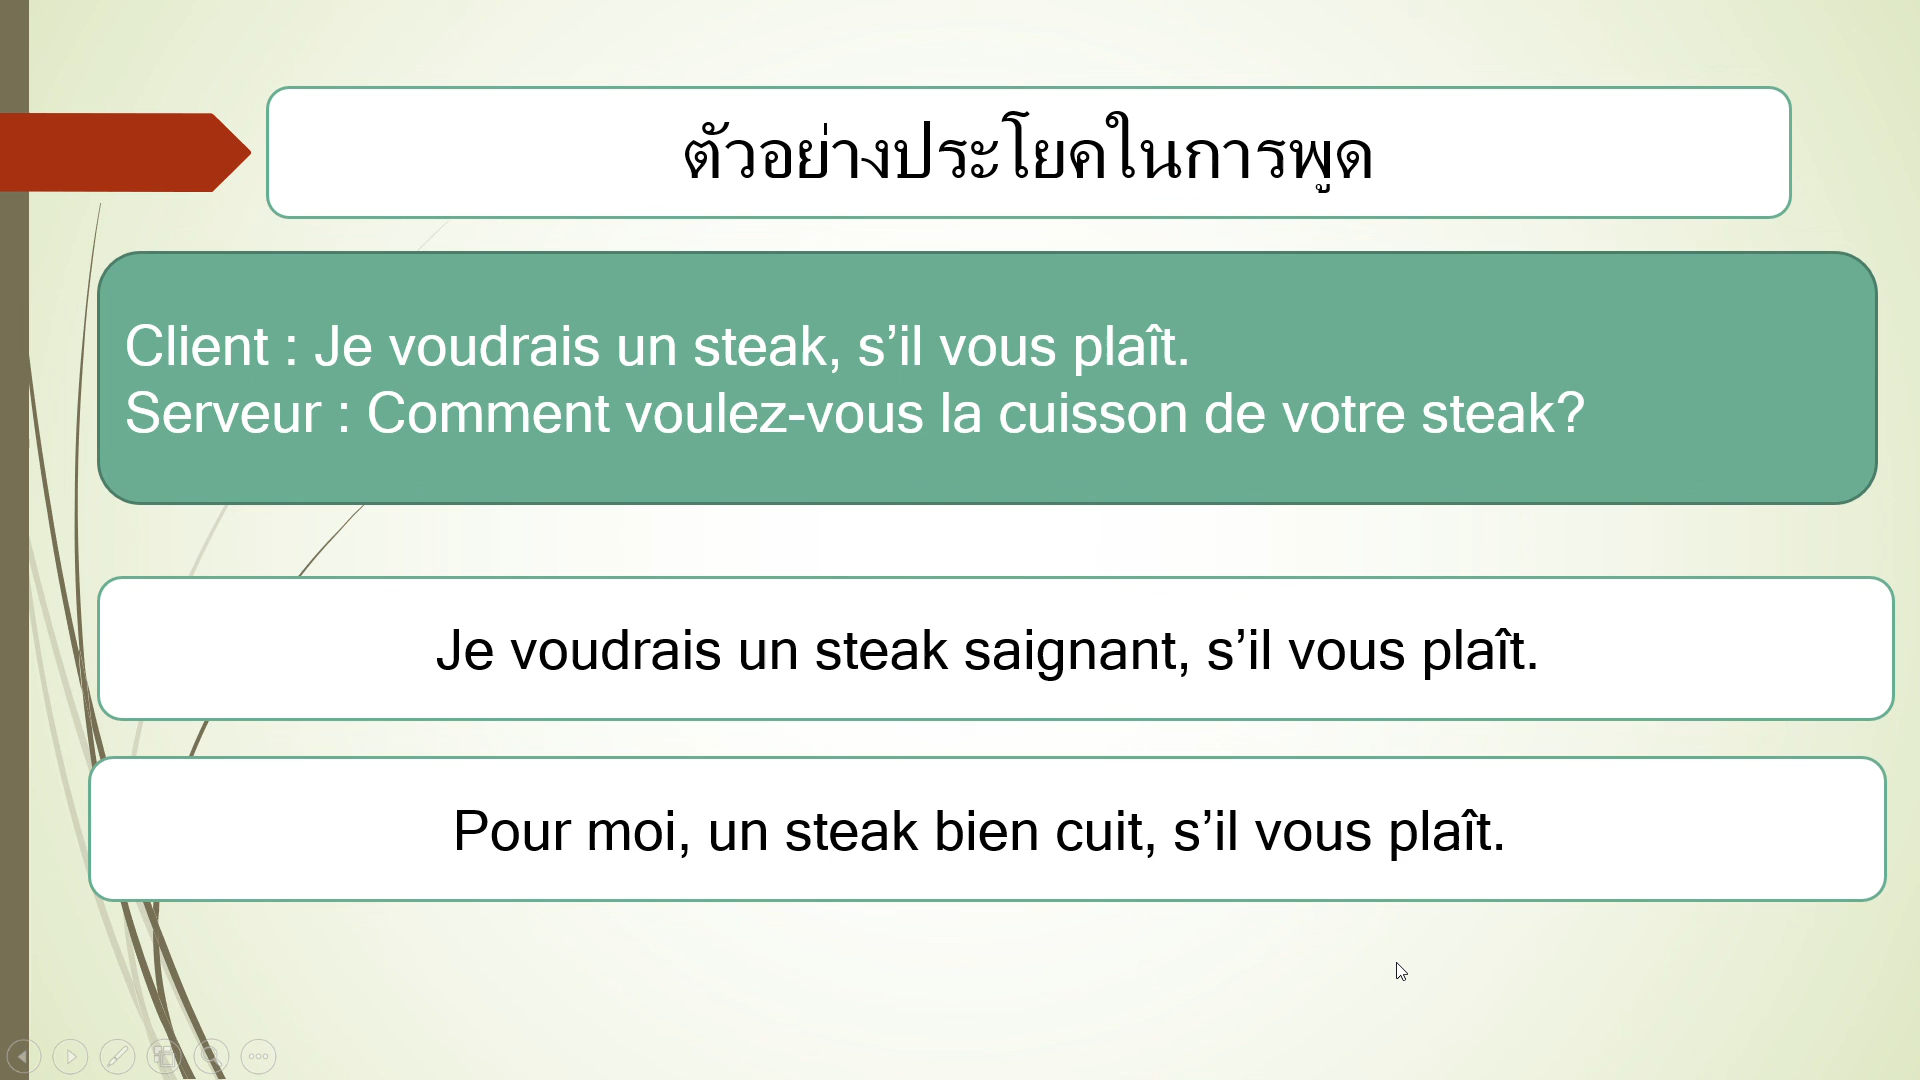 ตัวอย่างประโยคในการพูด
Client : Je voudrais un steak, s’il vous plaît.
Serveur : Comment voulez-vous la cuisson de votre steak?
Je voudrais un steak saignant, s’il vous plaît.
Pour moi, un steak bien cuit, s’il vous plaît.